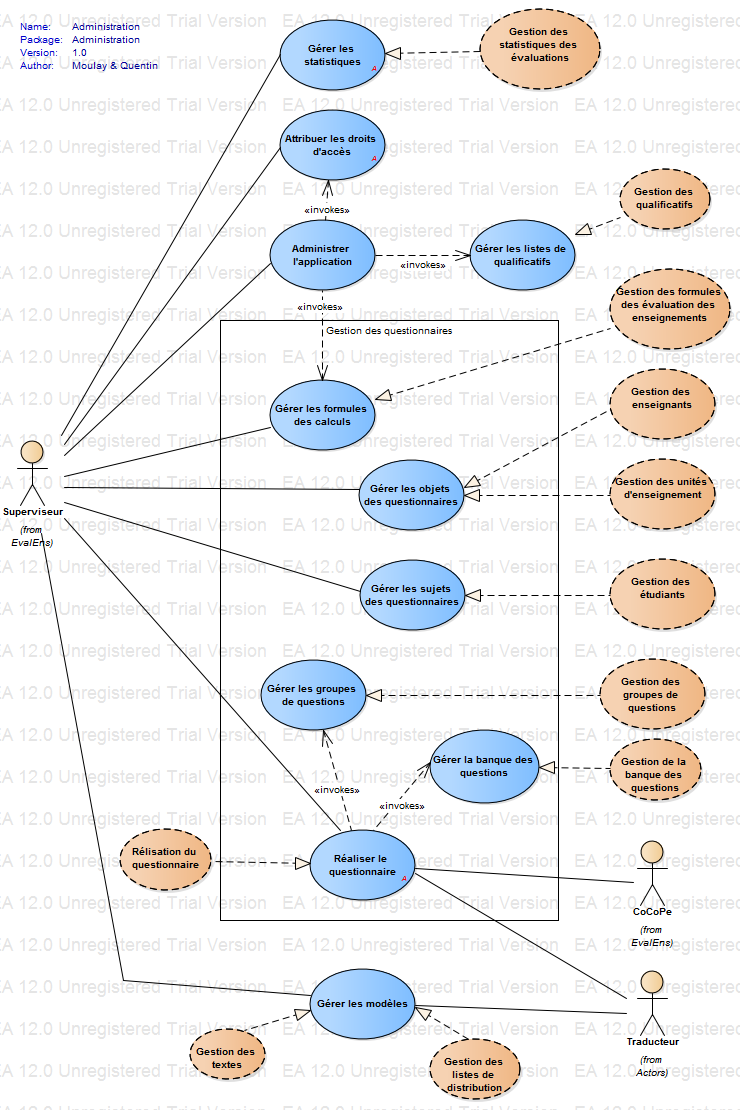 EA 12.0 Unregistered Trial Version
Name: Administration
Package: Administration
Version: 1.0
Author: Moulay & Quentin
Gérer les
statistiques
A
Gestion des
statistiques des
évaluations
Attribuer les droits
d'accès
A
«invokes»
Gestion des
qualificatifs
Administrer
l'application
«invokes»
Gérer les listes de
qualificatifs
«invokes»
Gestion des formules
des évaluation des
enseignements
Gestion des questionnaires
Gérer les formules
des calculs
Gestion des
enseignants
Gérer les objets
des questionnaires
Gestion des unités
d'enseignement
Superviseur
(from
EvalEns)
Gérer les sujets
des questionnaires
Gestion des
étudiants
Gérer les groupes
de questions
Gestion des
groupes de
questions
Gérer la banque des
questions
Gestion de la
banque des
questions
«invokes»
«invokes»
Rélisation du
questionnaire
Réaliser le
questionnaire
A
CoCoPe
(from
EvalEns)
Gérer les modèles
Traducteur
(from
Actors)
Gestion des
textes
Gestion des
listes de
distribution